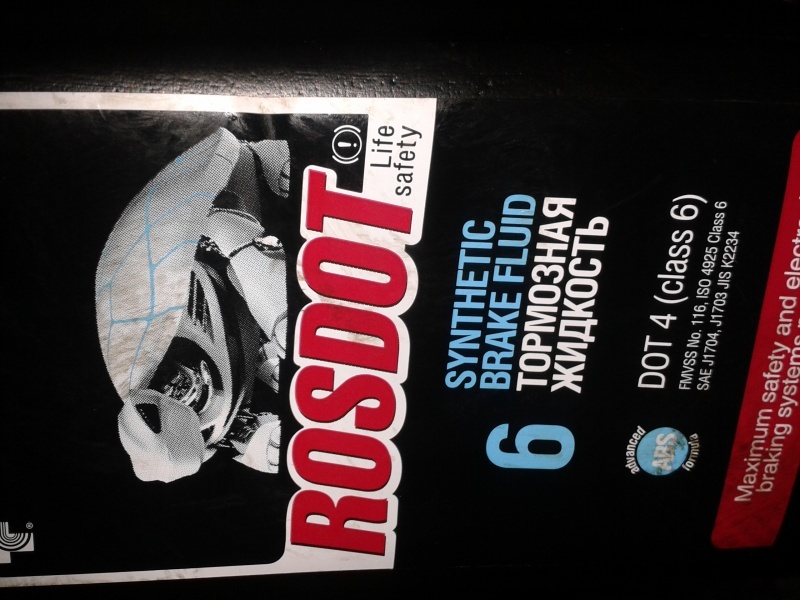 ROSDOT
Life
safety
6
SYNTHETIC
BRAKE FLUID
ТОРМОЗНАЯ
ЖИДКОСТЬ
advanced
ABS
formula
DOT 4 (class 6)
FMVSS No. 116, ISO 4925 Class 6
SAE J1704, J1703 JIS K2234
Maximum safety and
braking systems